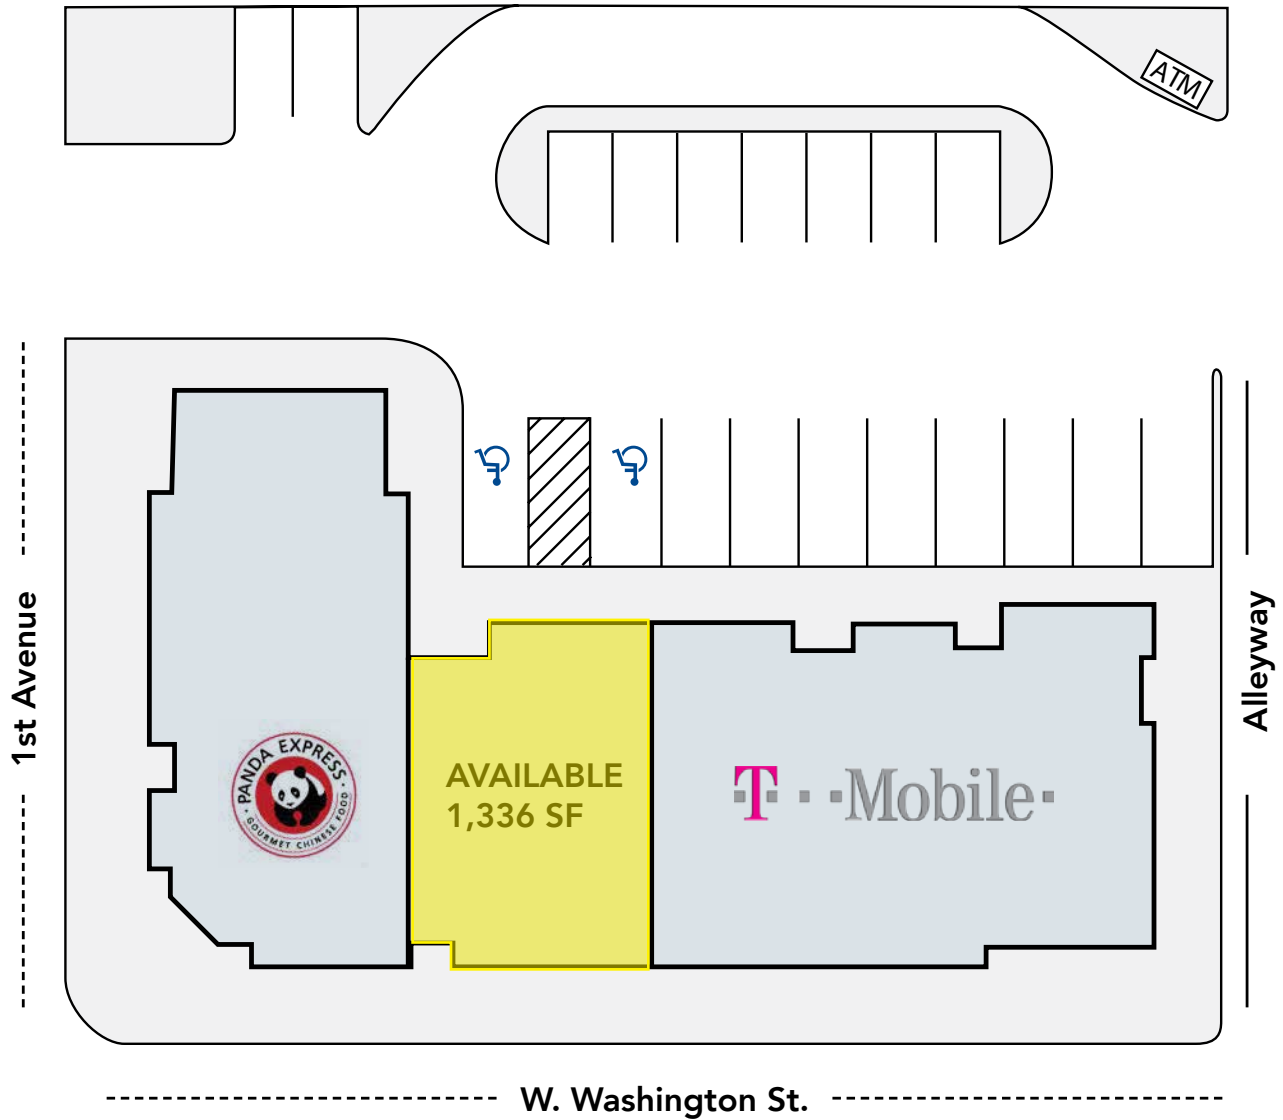 ATM
1st Avenue
Alleyway
PANDA EXPRESS
GOURMET CHINESE FOOD
AVAILABLE
1,336 SF
T··Mobile·
W. Washington St.